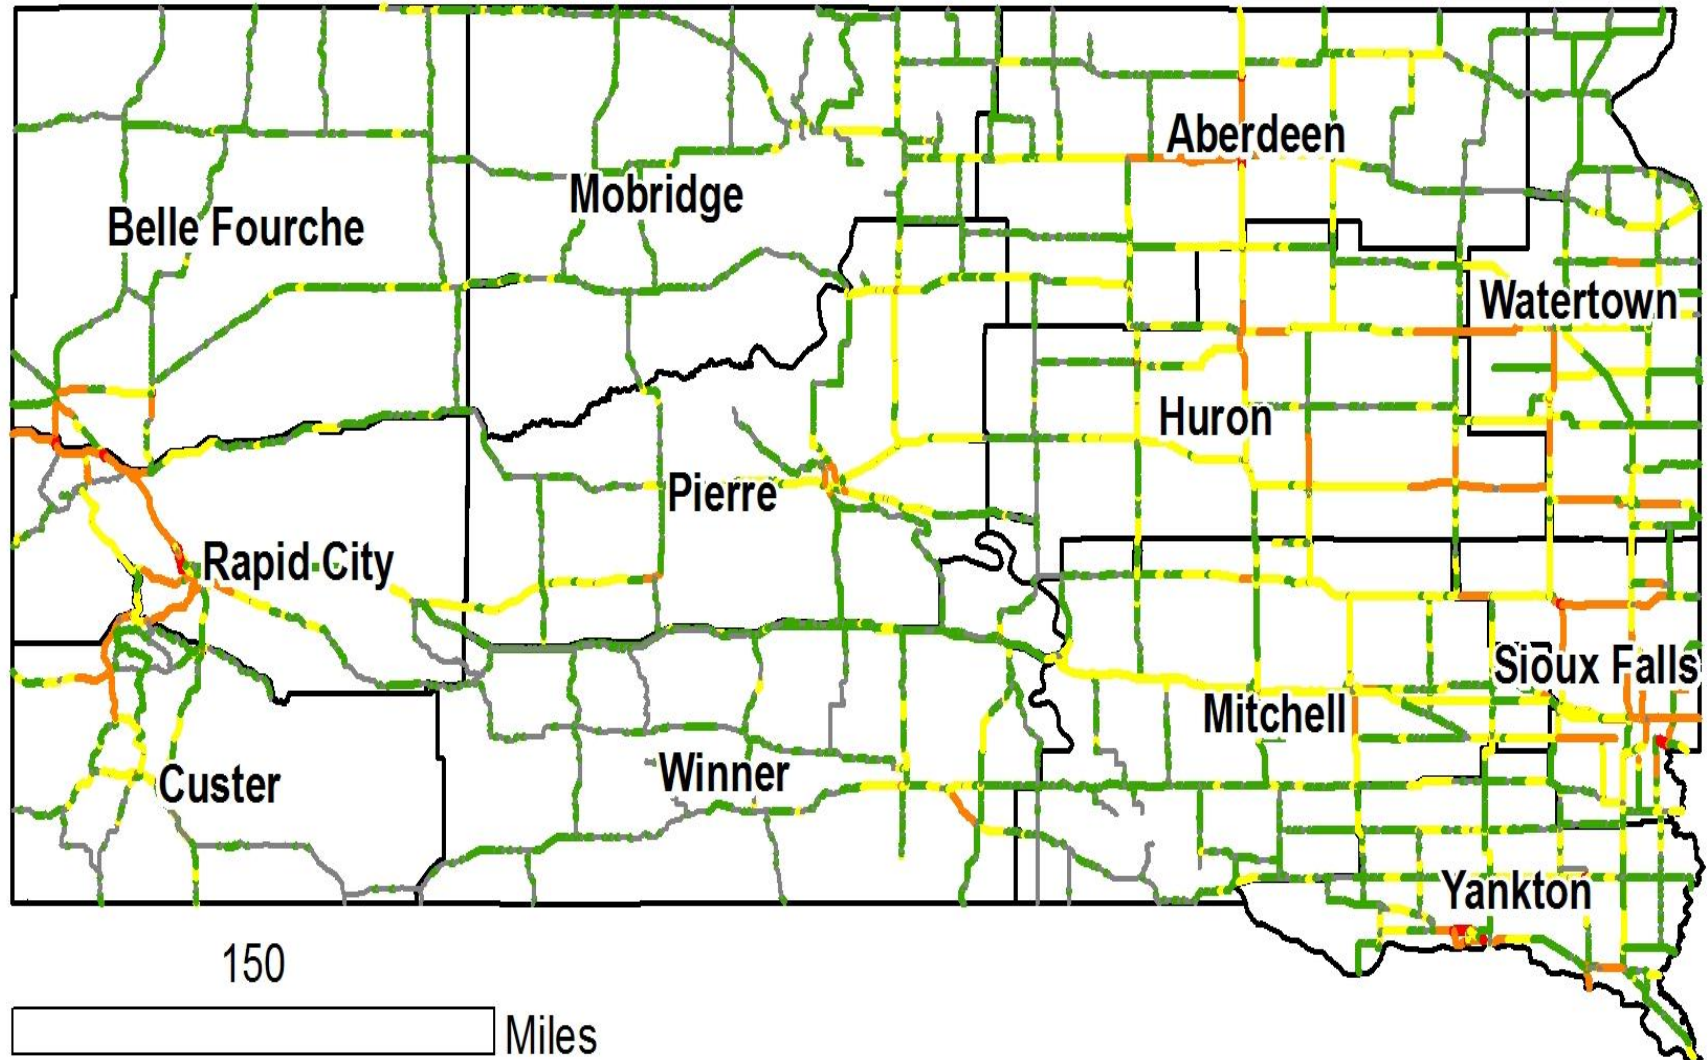 Aberdeen
Mobridge
Belle Fourche
Watertown
Huron
Pierre
Rapid City
Sioux Falls
Mitchell
Winner
Custer
Yankton
150
Miles